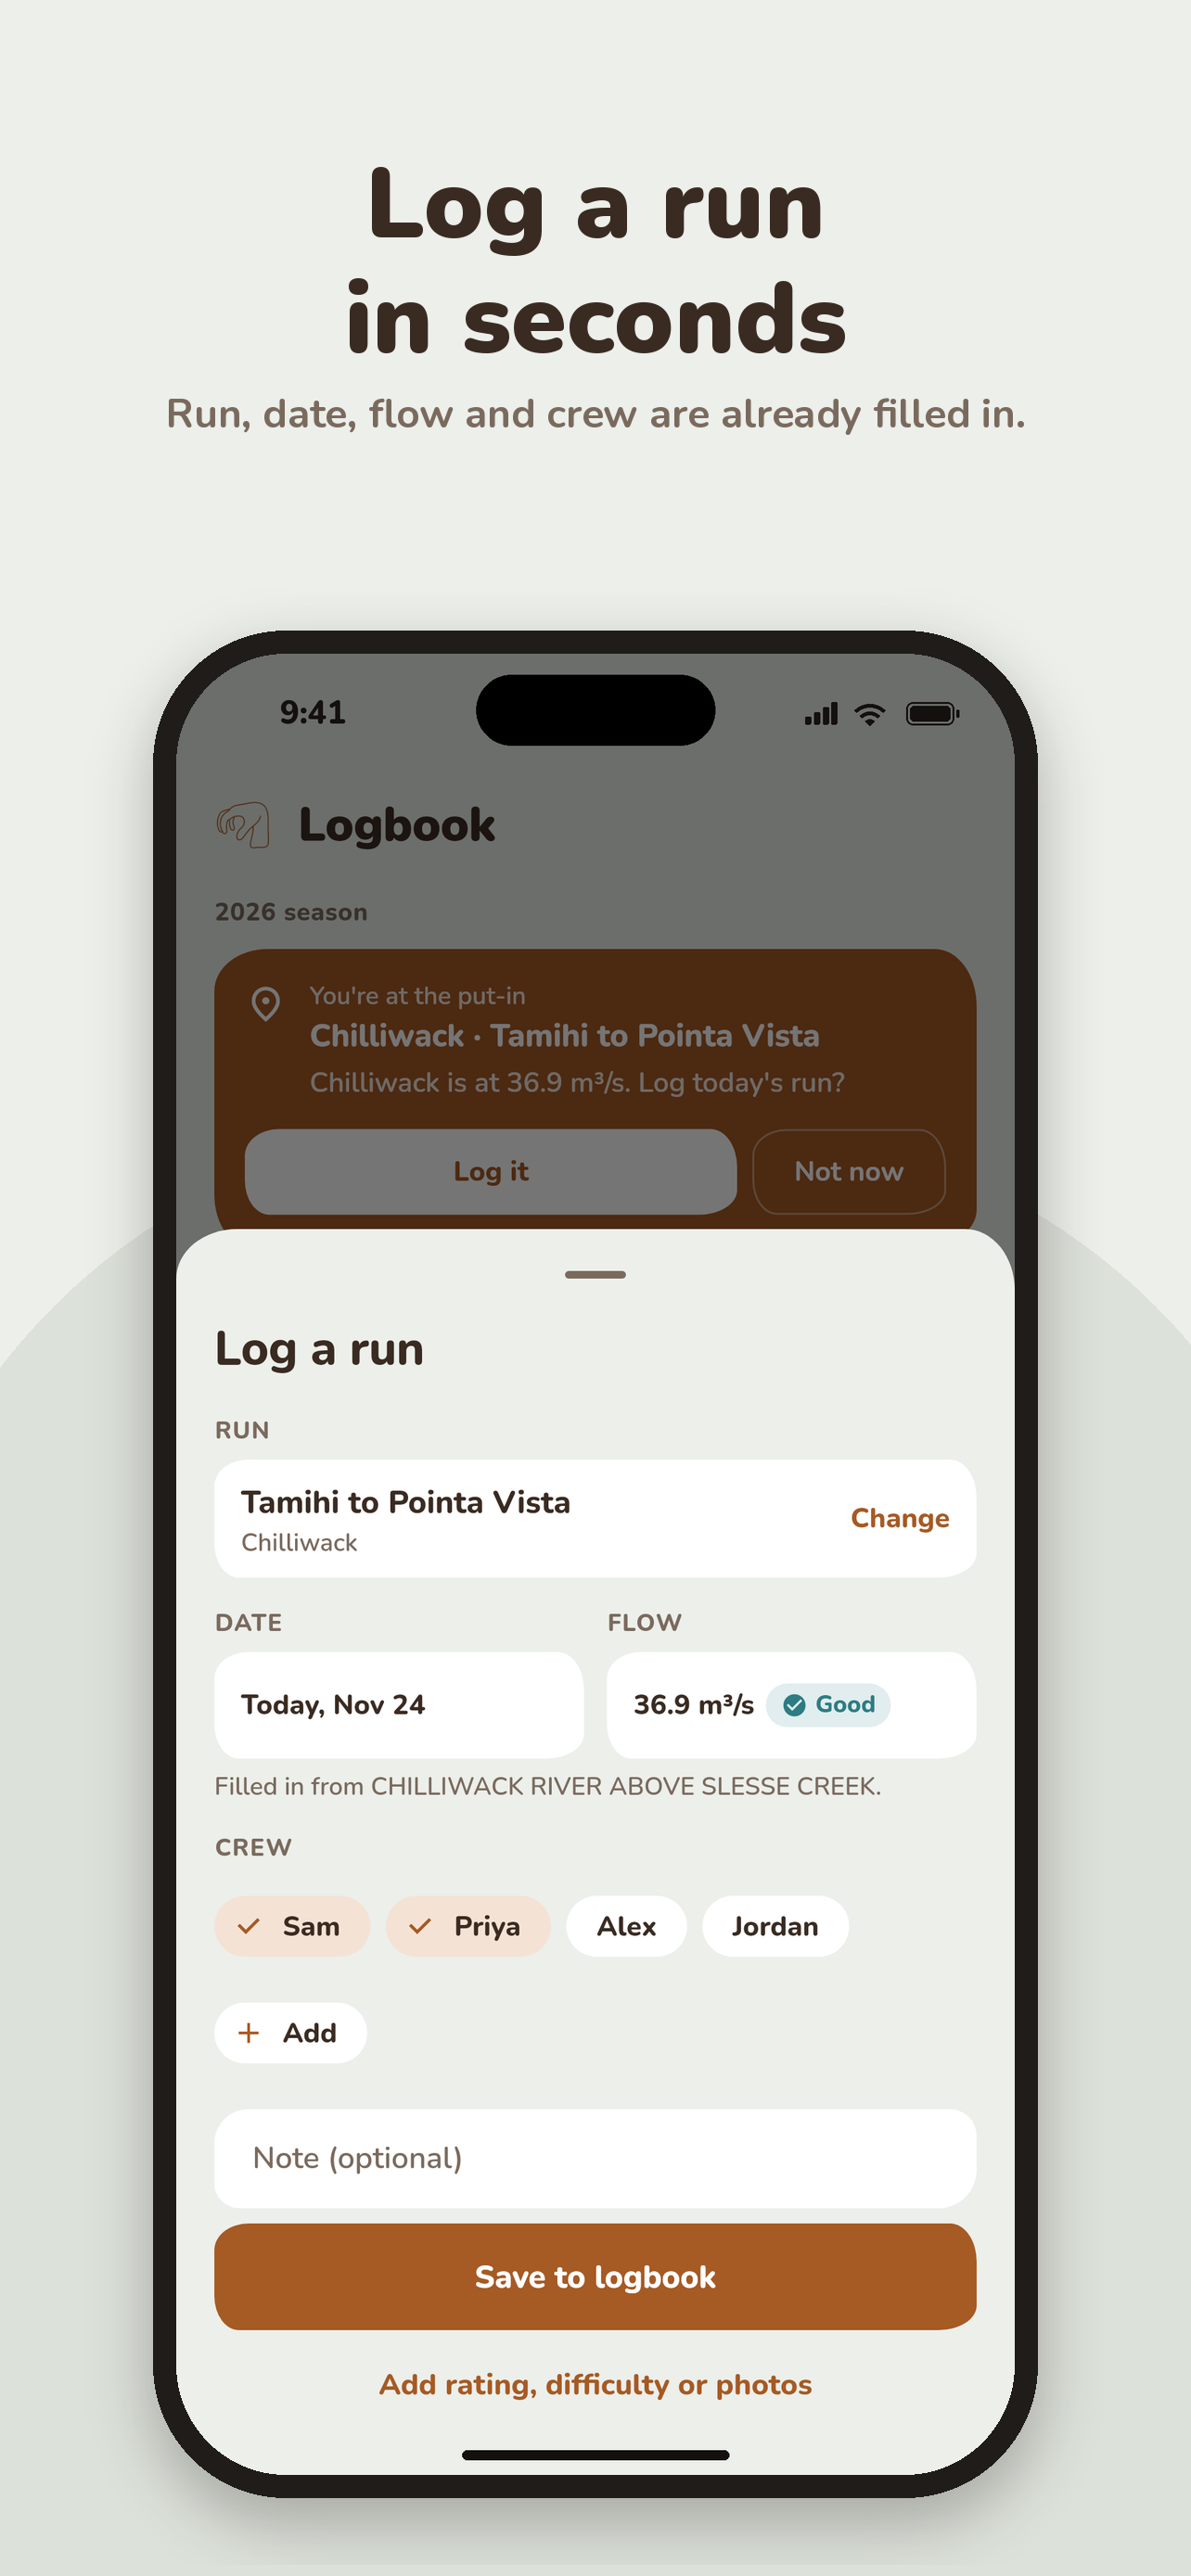 Log a run
in seconds
Run, date, flow and crew are already filled in.
9:41
Logbook
2026 season
You're at the put-in
Chilliwack · Tamihi to Pointa Vista
Chilliwack is at 36.9 m³/s. Log today's run?
Log it
Not now
Log a run
RUN
Tamihi to Pointa Vista
Chilliwack
Change
DATE
FLOW
Today, Nov 24
36.9 m³/s
Good
Filled in from CHILLIWACK RIVER ABOVE SLESSE CREEK.
CREW
Sam
Priya
Alex
Jordan
Add
Note (optional)
Save to logbook
Add rating, difficulty or photos